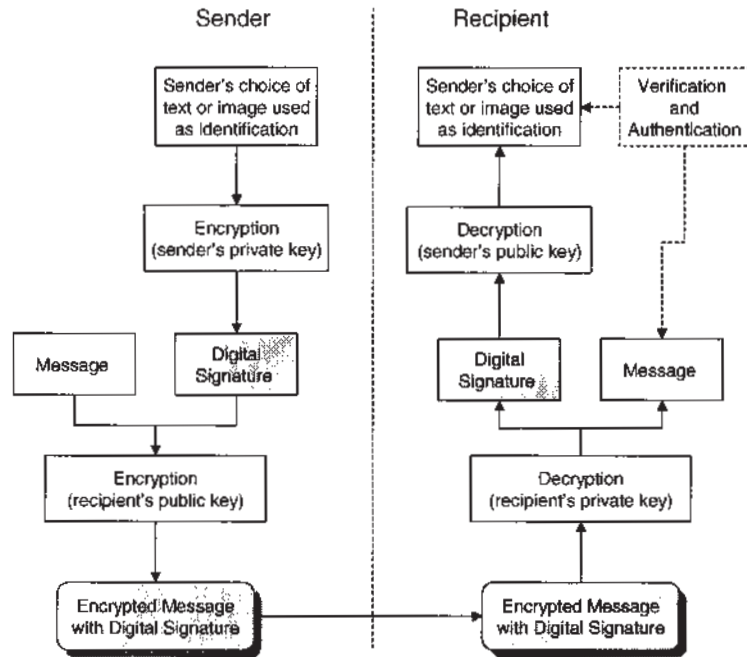 Sender
Recipient
Sender's choice of
text or image used
as Identification
Sender's choice of
text or image used
as identification
Verification
and
Authentication
Encryption
(sender's private key)
Decryption
(sender's public key)
Message
Digital
Signature
Digital
Signature
Message
Encryption
(recipient's public key)
Decryption
(recipient's private key)
Encrypted Message
with Digital Signature
Encrypted Message
with Digital Signature